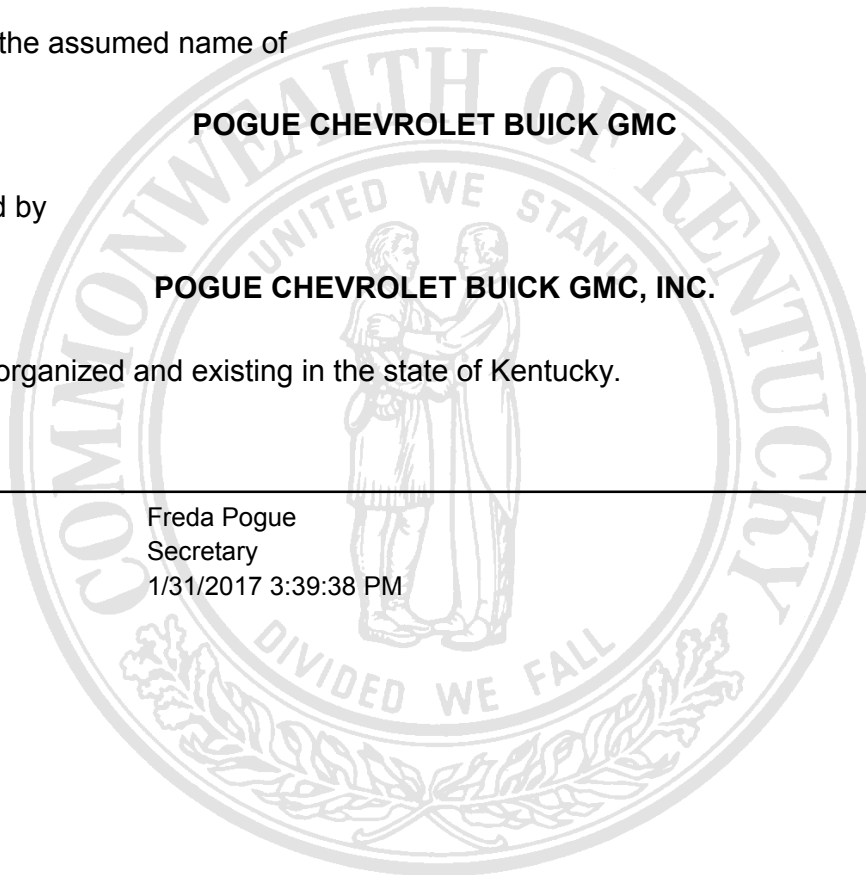 the assumed name of
POGUE CHEVROLET BUICK GMC
d by
POGUE CHEVROLET BUICK GMC, INC.
organized and existing in the state of Kentucky.
Freda Pogue
Secretary
1/31/2017 3:39:38 PM
COMMONWEALTH OF KENTUCKY
UNITED WE STAND
DIVIDED WE FALL